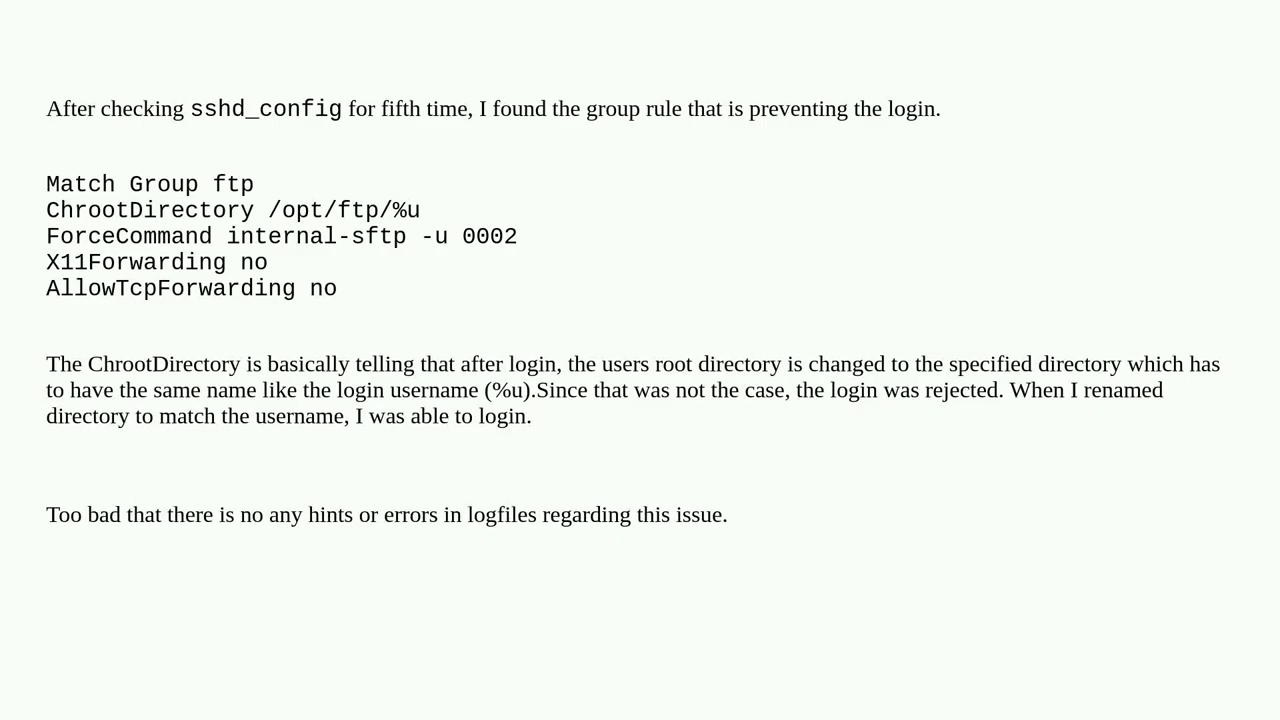 After checking sshd_config for fifth time, I found the group rule that is preventing the login.
Match Group ftp
ChrootDirectory /opt/ftp/%u
ForceCommand internal-sftp -u 0002
X11Forwarding no
AllowTcpForwarding no
The ChrootDirectory is basically telling that after login, the users root directory is changed to the specified directory which has
to have the same name like the login username (%u).Since that was not the case, the login was rejected. When I renamed
directory to match the username, I was able to login.
Too bad that there is no any hints or errors in logfiles regarding this issue.